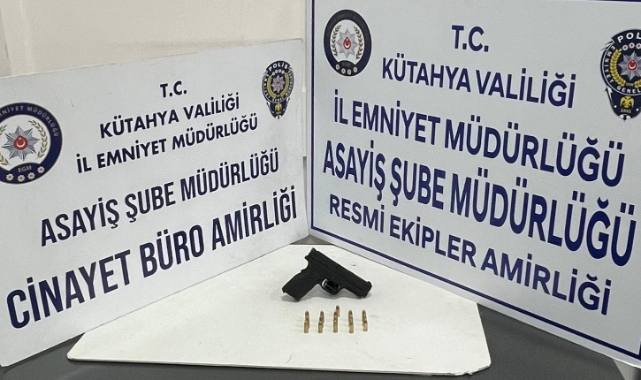 T.C.
KÜTAHYA VALİLİĞİ
İL EMNİYET MÜDÜRLÜĞÜ
ASAYİŞ ŞUBE MÜDÜRLÜĞÜ
CİNAYET BÜRO AMİRLİĞİ
T.C.
KÜTAHYA VALİLİĞİ
İL EMNİYET MÜDÜRLÜĞÜ
ASAYİŞ ŞUBE MÜDÜRLÜĞÜ
RESMİ EKİPLER AMİRLİĞİ
POLİS